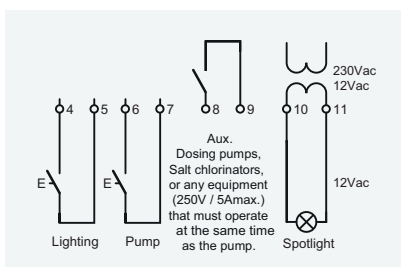 230Vac
12Vac
4
5
6
7
8
9
10
11
Aux.
Dosing pumps,
Salt chlorinators,
or any equipment
(250V / 5Amax.)
that must operate
at the same time
as the pump.
E
E
12Vac
Lighting
Pump
Spotlight